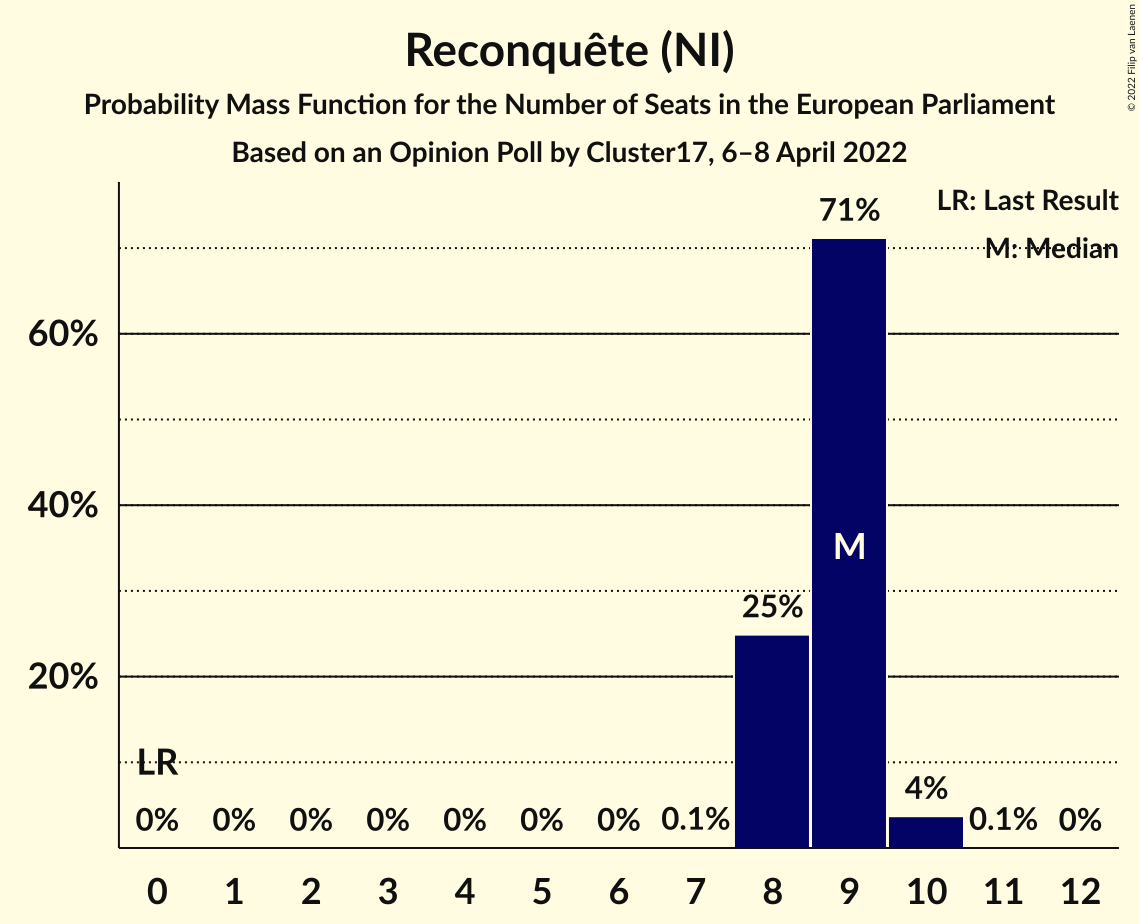 Reconquête (NI)
Probability Mass Function for the Number of Seats in the European Parliament
Based on an Opinion Poll by Cluster17, 6–8 April 2022
© 2022 Filip van Laenen
LR: Last Result
M: Median
71%
60%
40%
M
25%
20%
LR
4%
0% 0% 0% 0% 0% 0% 0% 0.1% 0.1% 0%
0 1 2 3 4 5 6 7 8 9 10 11 12